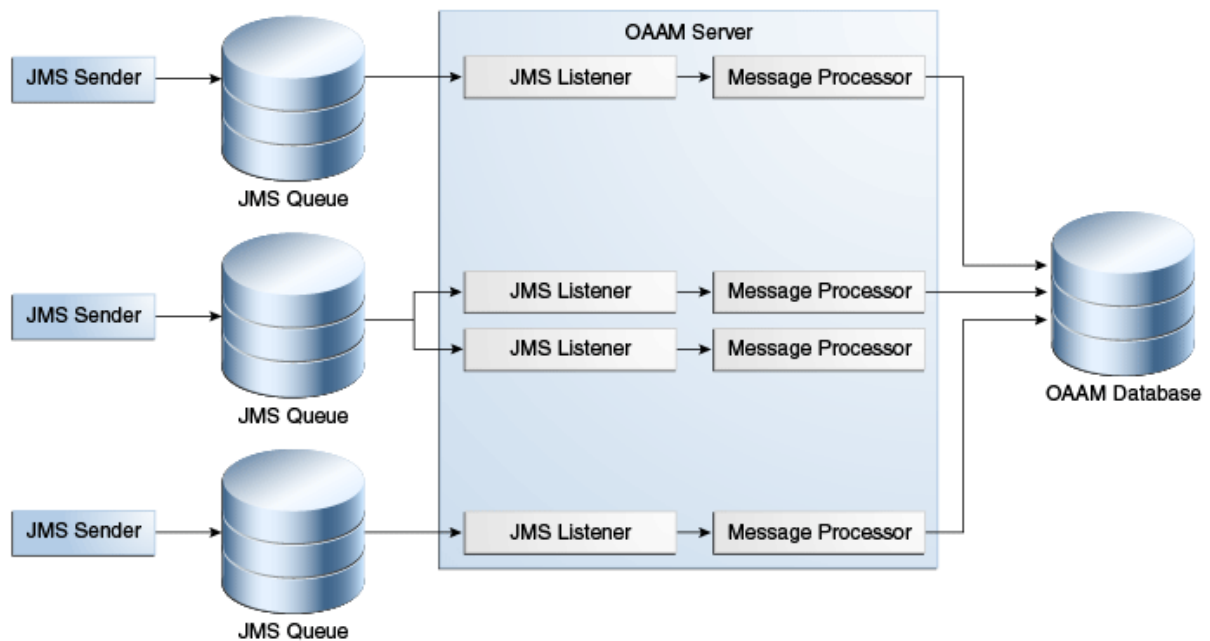 OAAM Server
JMS Sender
JMS Listener
Message Processor
JMS Queue
JMS Sender
JMS Listener
Message Processor
JMS Listener
Message Processor
JMS Queue
OAAM Database
JMS Sender
JMS Listener
Message Processor
JMS Queue